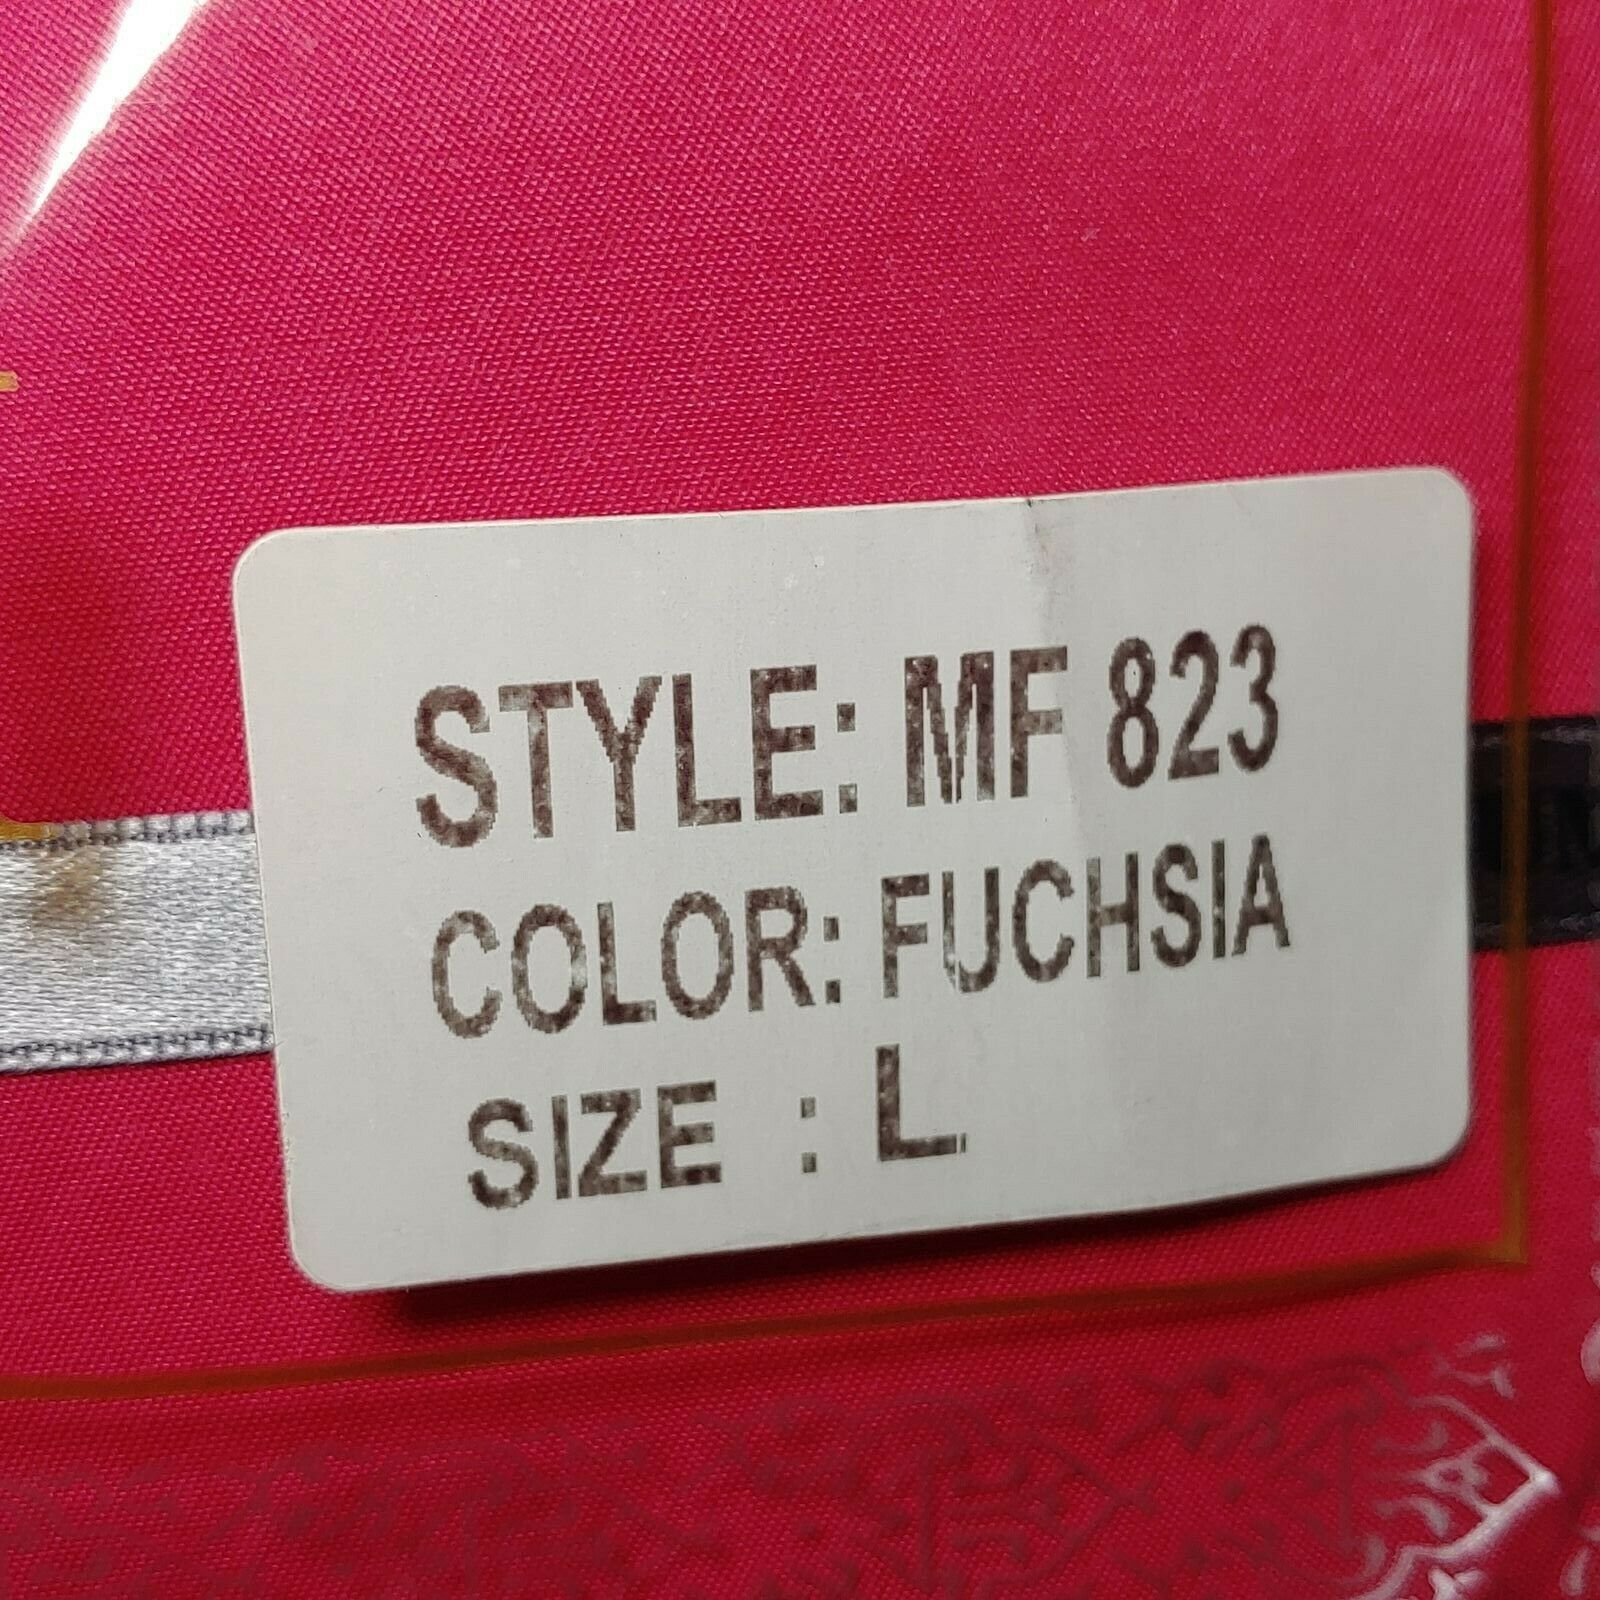 STYLE: MF 823
COLOR: FUCHSIA
SIZE : L